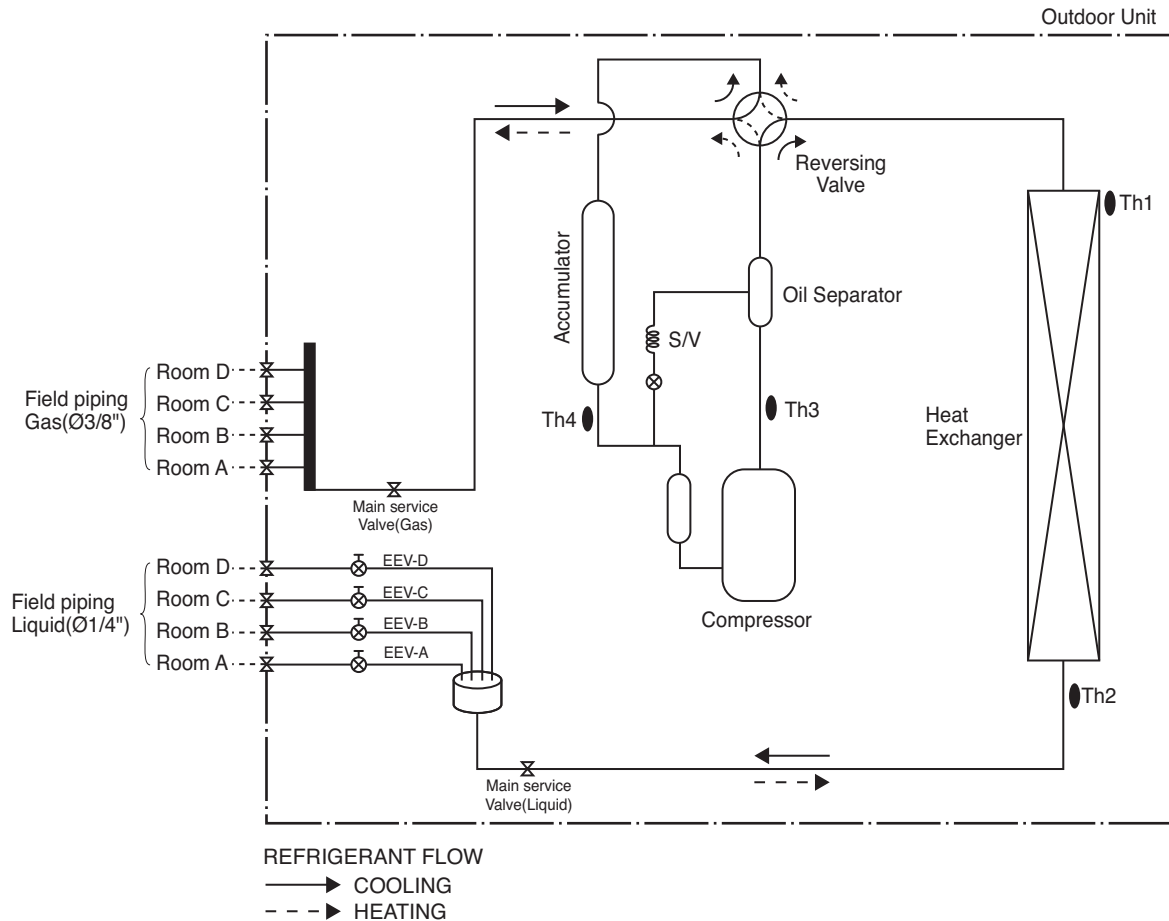 Outdoor Unit
Reversing
Valve
Th1
Accumulator
Oil Separator
S/V
Th4
Th3
Heat
Exchanger
Field piping
Gas(Ø3/8")
Room D
Room C
Room B
Room A
Main service
Valve(Gas)
Field piping
Liquid(Ø1/4")
Room D
Room C
Room B
Room A
EEV-D
EEV-C
EEV-B
EEV-A
Compressor
Th2
Main service
Valve(Liquid)
REFRIGERANT FLOW
COOLING
HEATING